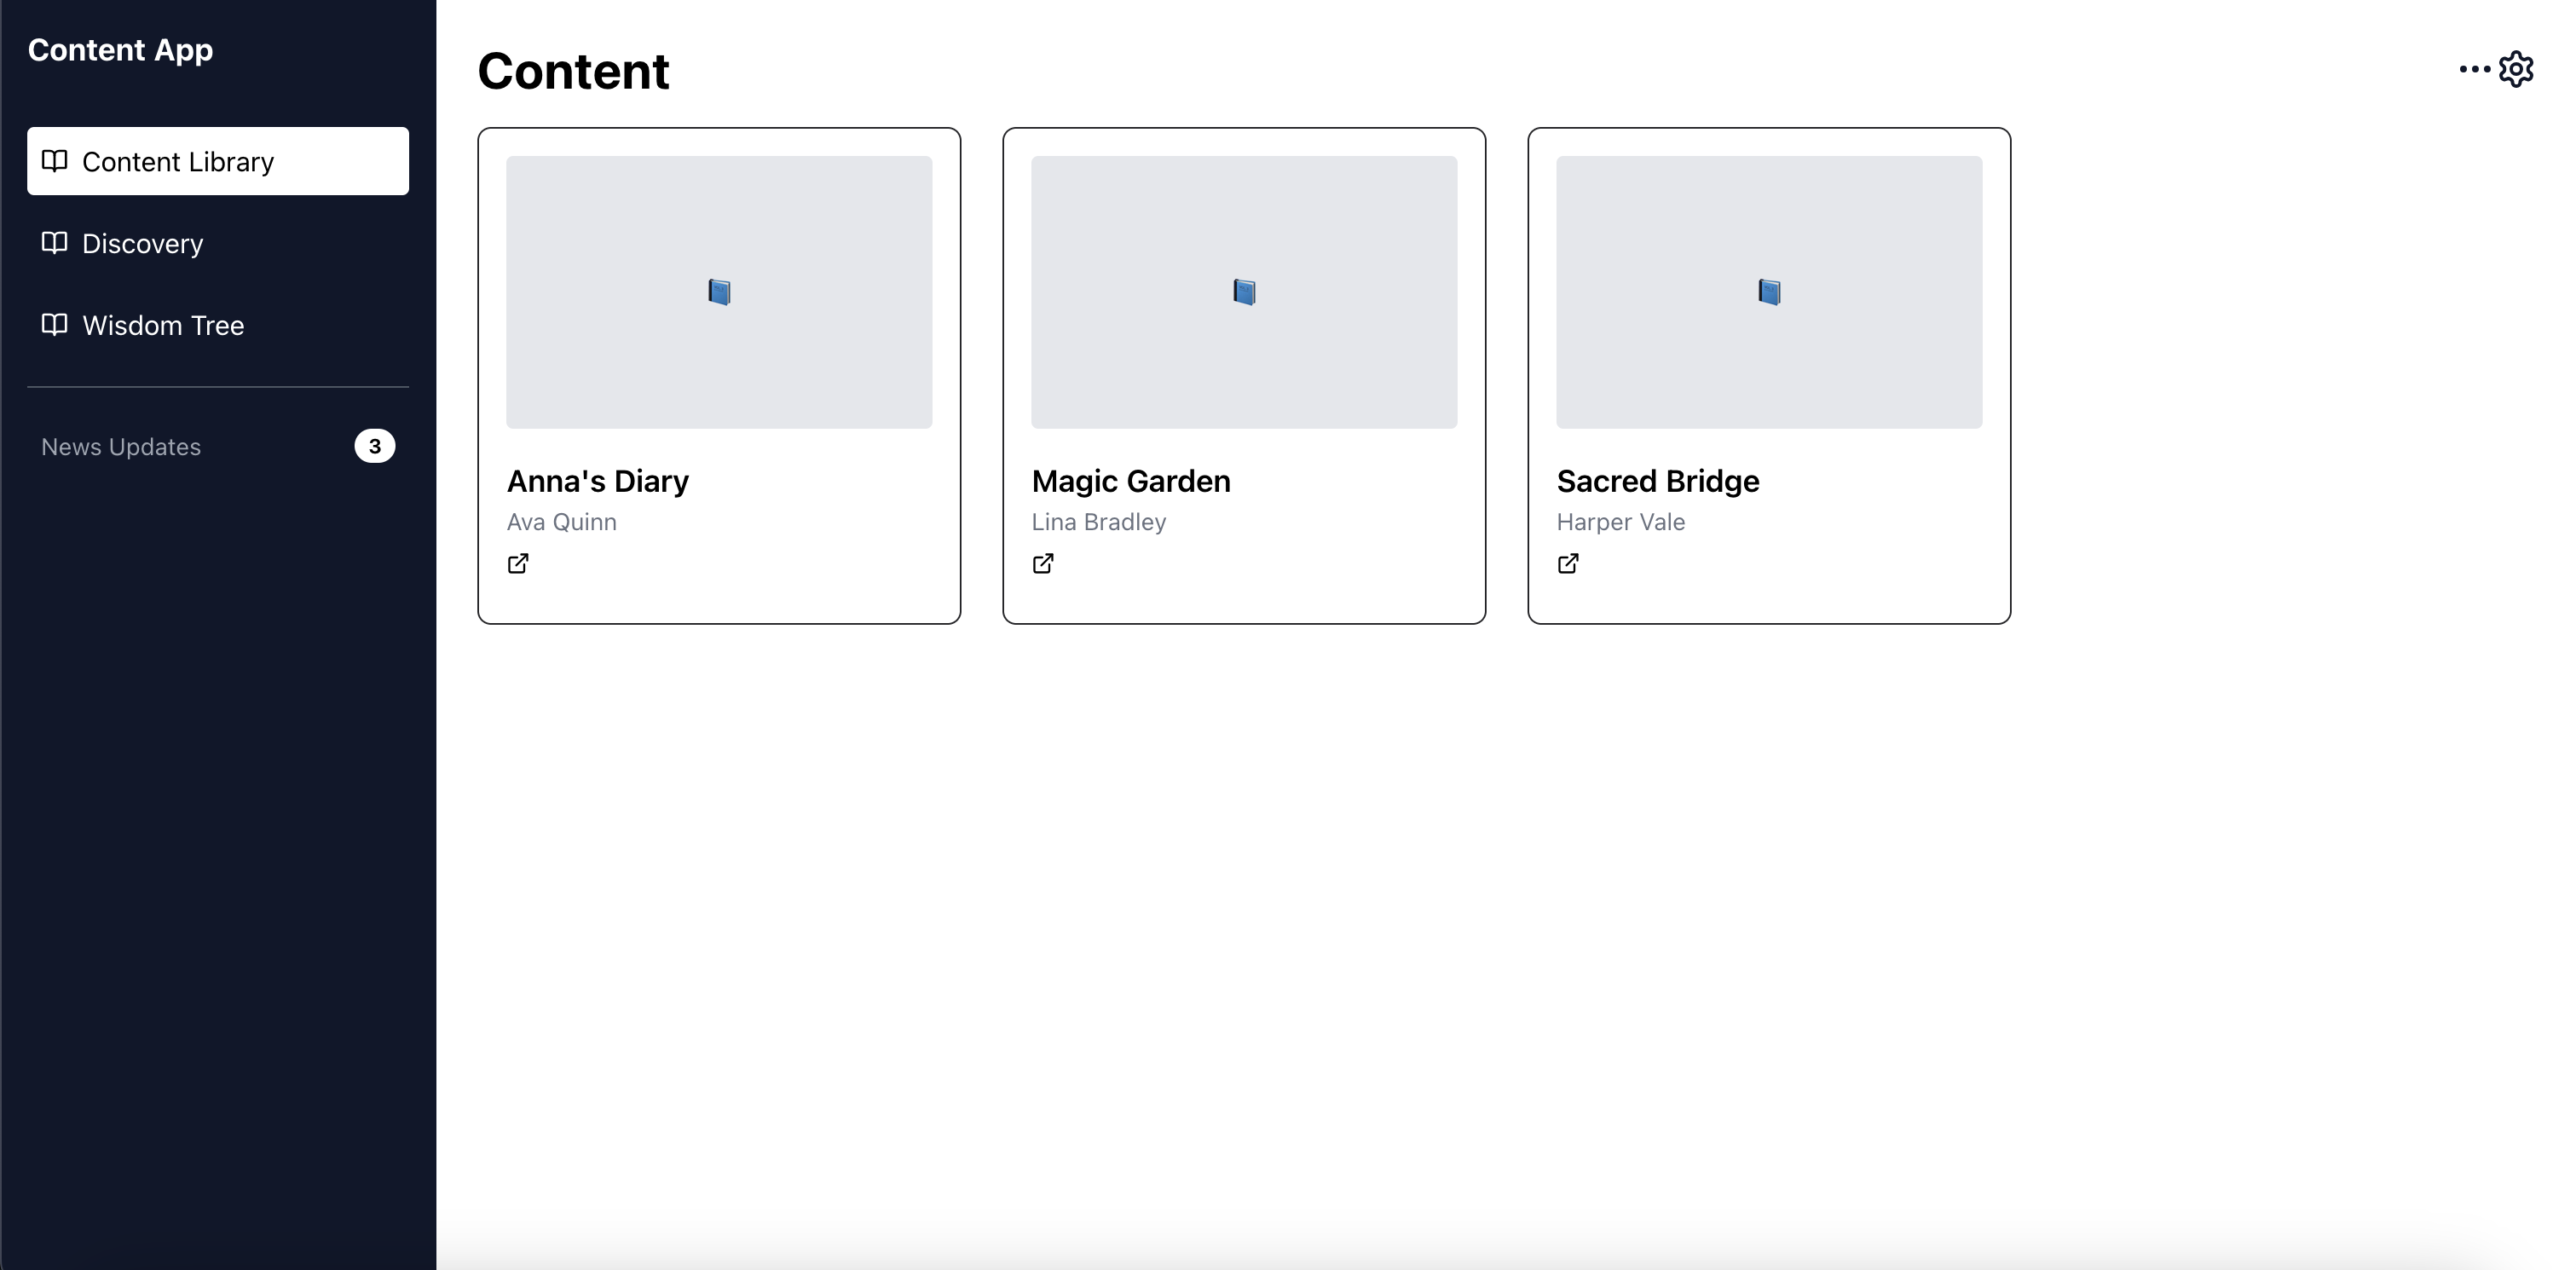 Content App
Content Library
Discovery
Wisdom Tree
News Updates
3
Content
Anna's Diary
Ava Quinn
Magic Garden
Lina Bradley
Sacred Bridge
Harper Vale